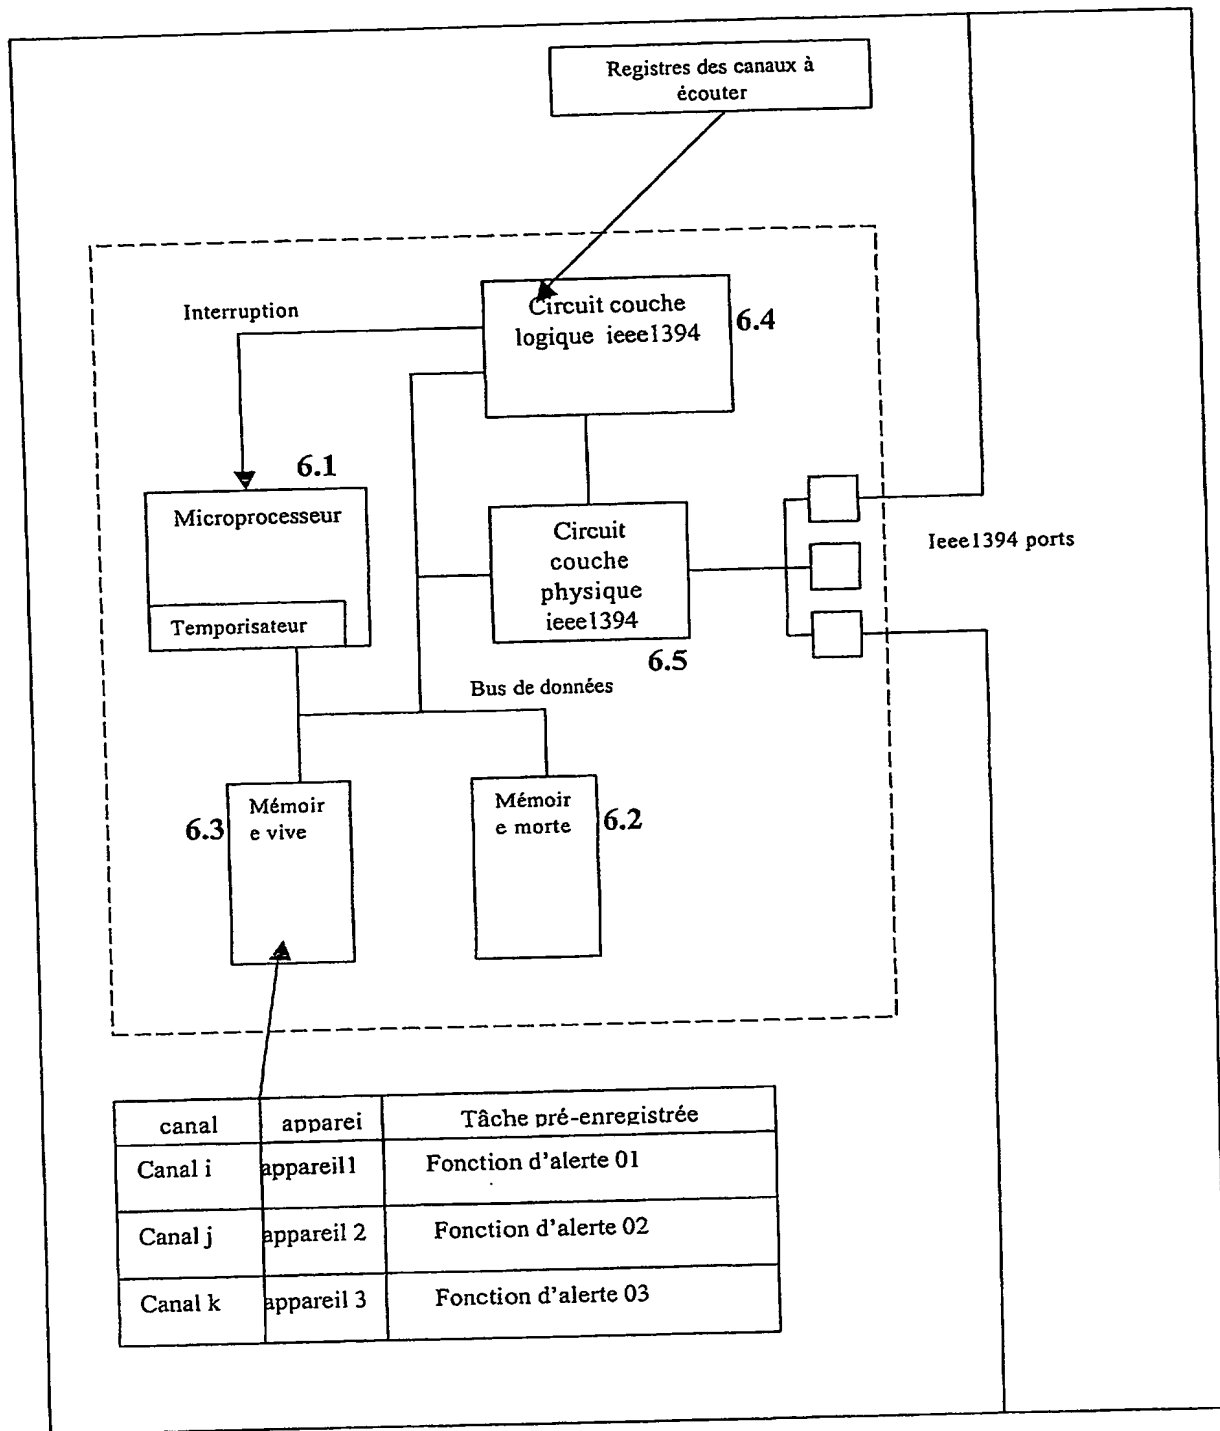 Registres des canaux à
écouter
Interruption
Circuit couche
logique ieee1394
6.4
6.1
Microprocesseur
Temporisateur
Circuit
couche
physique
ieee1394
6.5
Ieee1394 ports
Bus de données
6.3
Mémoir
e vive
Mémoir
e morte
6.2
canal apparei Tâche pré-enregistrée
Canal i appareil1 Fonction d'alerte 01
Canal j appareil 2 Fonction d'alerte 02
Canal k appareil 3 Fonction d'alerte 03